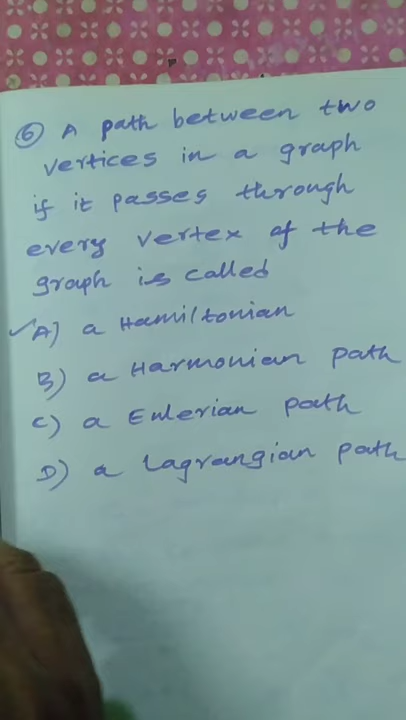 ⑥ A path between two
vertices in a graph
if it passes through
every vertex of the
graph is called
✓A) a Hamiltonian
B) a Harmonian path
C) a Eulerian path
D) a Lagrangian path